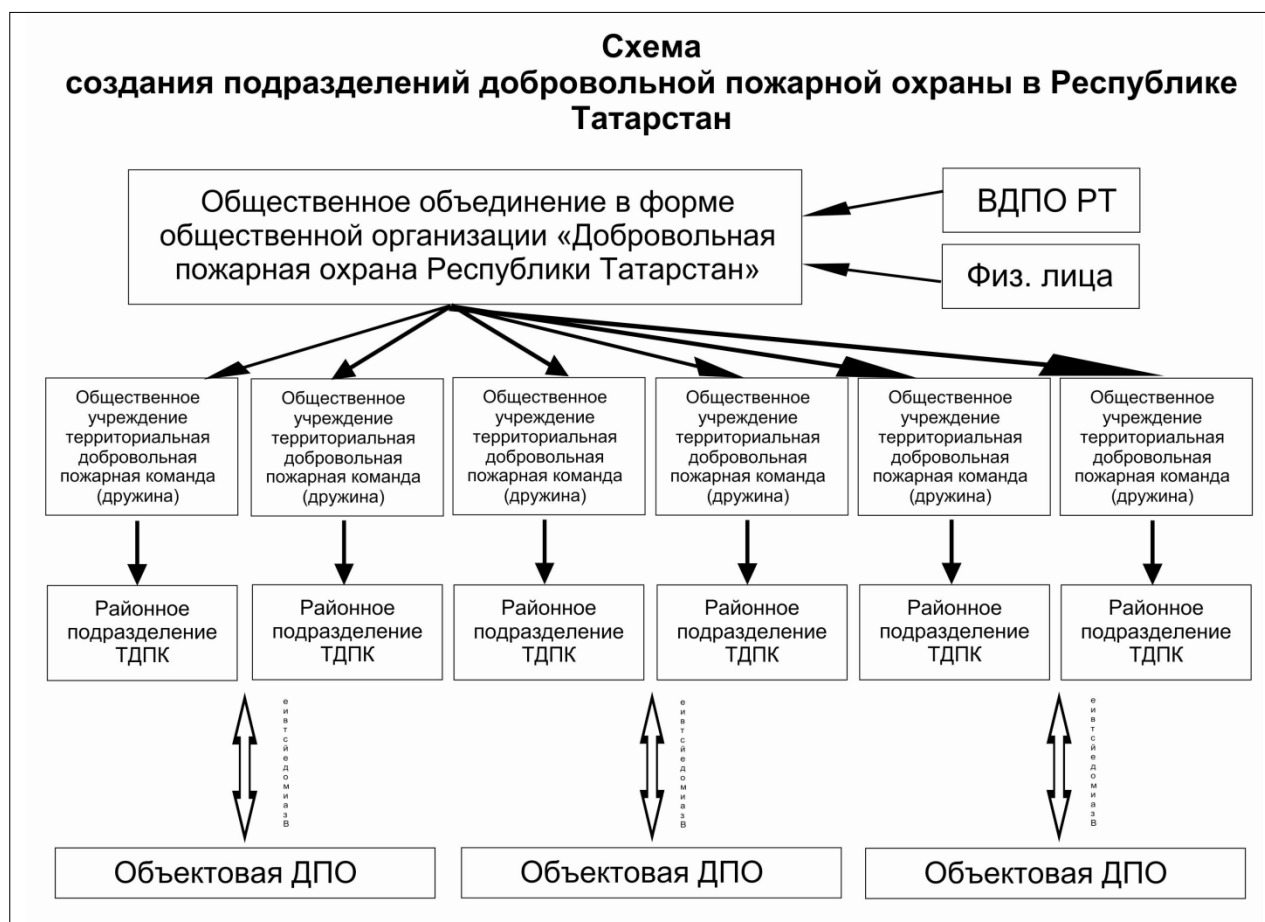 Схема
создания подразделений добровольной пожарной охраны в Республике
Татарстан
Общественное объединение в форме
общественной организации «Добровольная
пожарная охрана Республики Татарстан»
ВДПО РТ
Физ. лица
Общественное
учреждение
территориальная
добровольная
пожарная команда
(дружина)
Общественное
учреждение
территориальная
добровольная
пожарная команда
(дружина)
Общественное
учреждение
территориальная
добровольная
пожарная команда
(дружина)
Общественное
учреждение
территориальная
добровольная
пожарная команда
(дружина)
Общественное
учреждение
территориальная
добровольная
пожарная команда
(дружина)
Общественное
учреждение
территориальная
добровольная
пожарная команда
(дружина)
Районное
подразделение
ТДПК
Районное
подразделение
ТДПК
Районное
подразделение
ТДПК
Районное
подразделение
ТДПК
Районное
подразделение
ТДПК
Районное
подразделение
ТДПК
Взаимодействие
Взаимодействие
Взаимодействие
Объектовая ДПО
Объектовая ДПО
Объектовая ДПО